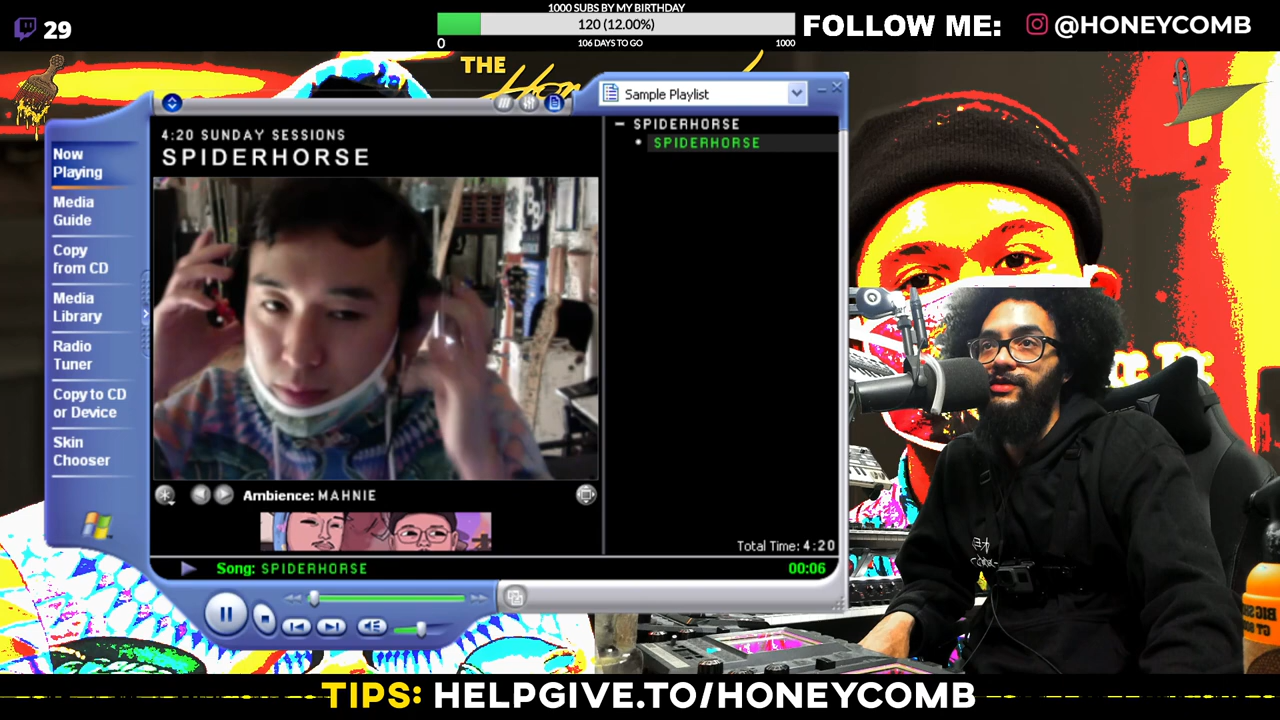 29
1000 SUBS BY MY BIRTHDAY
120 (12.00%)
0
106 DAYS TO GO
1000
FOLLOW ME:
@HONEYCOMB
THE
Sample Playlist
4:20 SUNDAY SESSIONS
SPIDERHORSE
SPIDERHORSE
SPIDERHORSE
Now
Playing
Media
Guide
Copy
from CD
Media
Library
Radio
Tuner
Copy to CD
or Device
Skin
Chooser
Ambience: MAHNIE
Total Time: 4:20
Song: SPIDERHORSE
00:06
TIPS: HELPGIVE.TO/HONEYCOMB